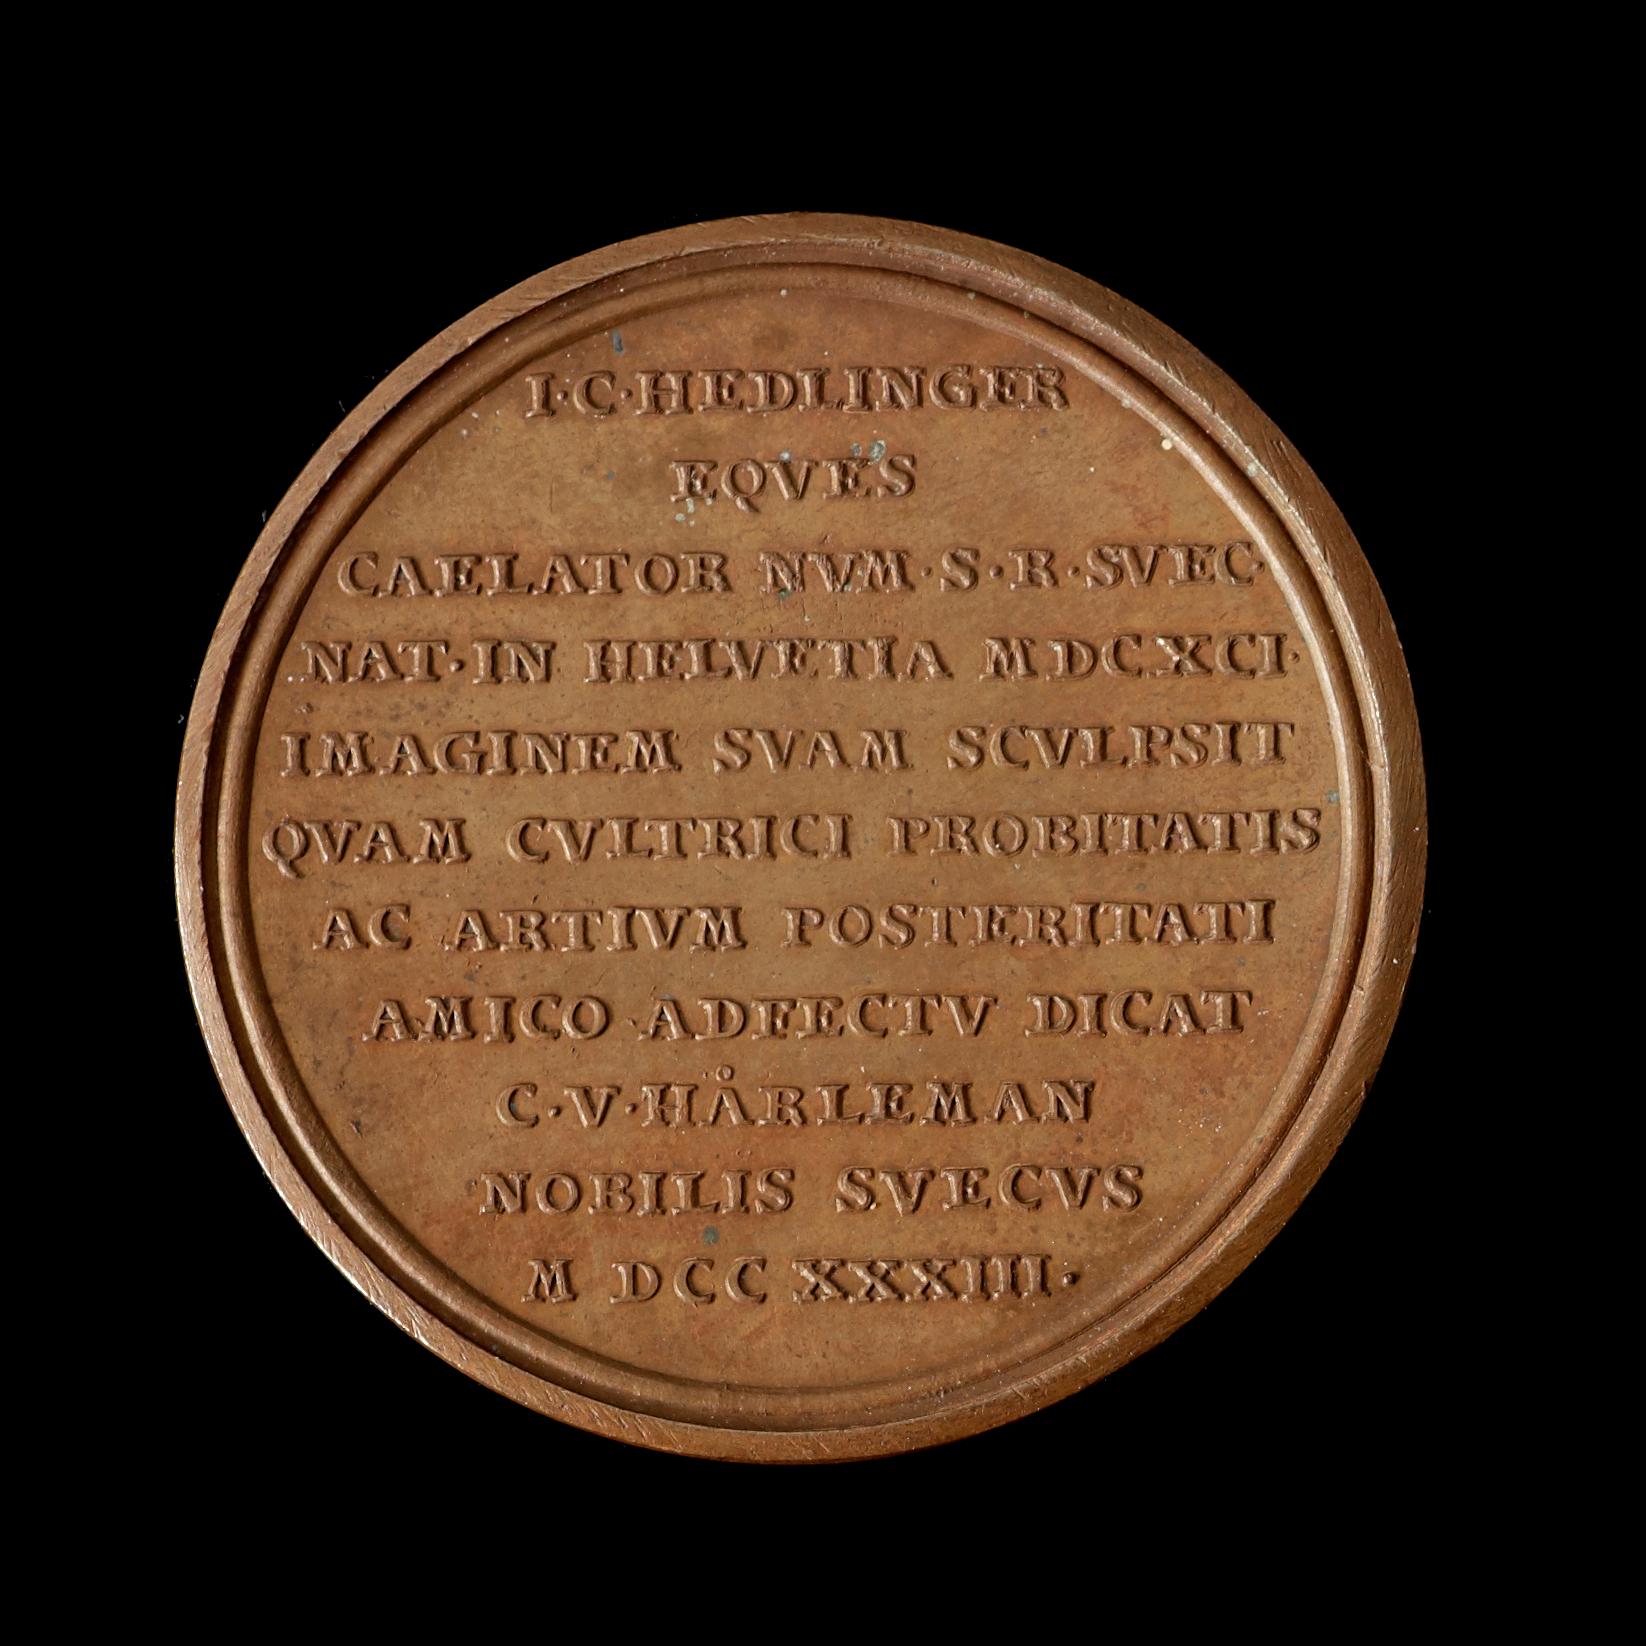 I·C·HEDLINGER
EQVES
CAELATOR NVM·S·R·SVEC·
NAT·IN HELVETIA MDCXCI·
IMAGINEM SVAM SCVLPSIT
QVAM CVLTRICI PROBITATIS
AC ARTIVM POSTERITATI
AMICO ADFECTV DICAT
C·V·HÅRLEMAN
NOBILIS SVECVS
M DCC XXXIII·